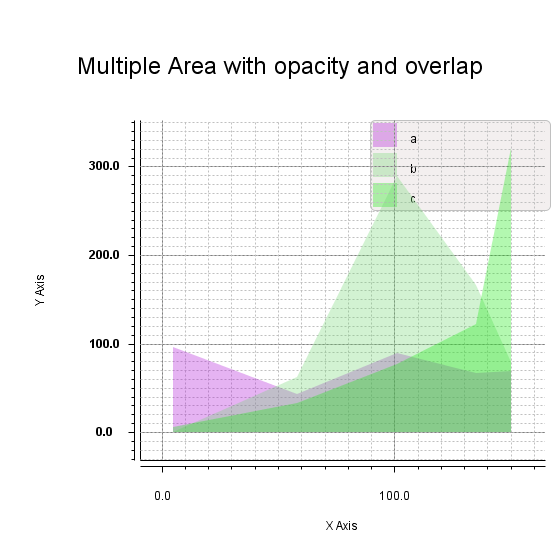 Multiple Area with opacity and overlap
a
b
c
300.0
200.0
100.0
0.0
Y Axis
0.0 100.0
X Axis